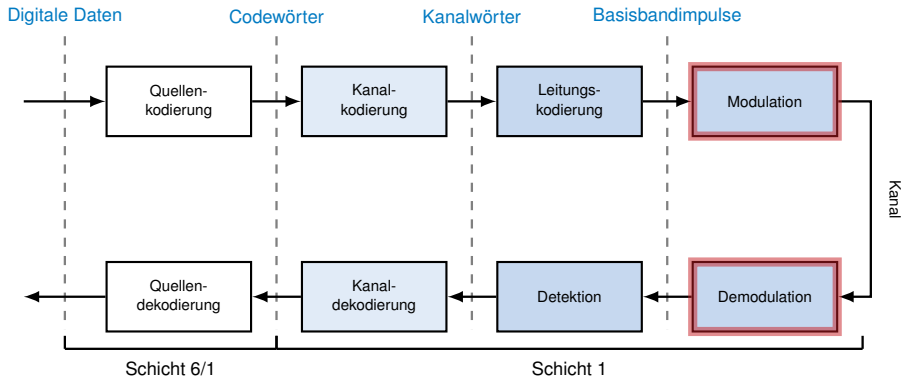 Digitale Daten
Codewörter
Kanalwörter
Basisbandimpulse
Quellen-
kodierung
Kanal-
kodierung
Leitungs-
kodierung
Modulation
Kanal
Quellen-
dekodierung
Kanal-
dekodierung
Detektion
Demodulation
Schicht 6/1
Schicht 1